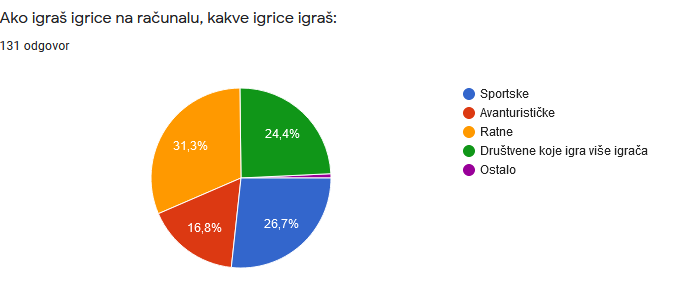 Ako igraš igrice na računalu, kakve igrice igraš:
131 odgovor
24,4%
31,3%
16,8%
26,7%
Sportske
Avanturističke
Ratne
Društvene koje igra više igrača
Ostalo